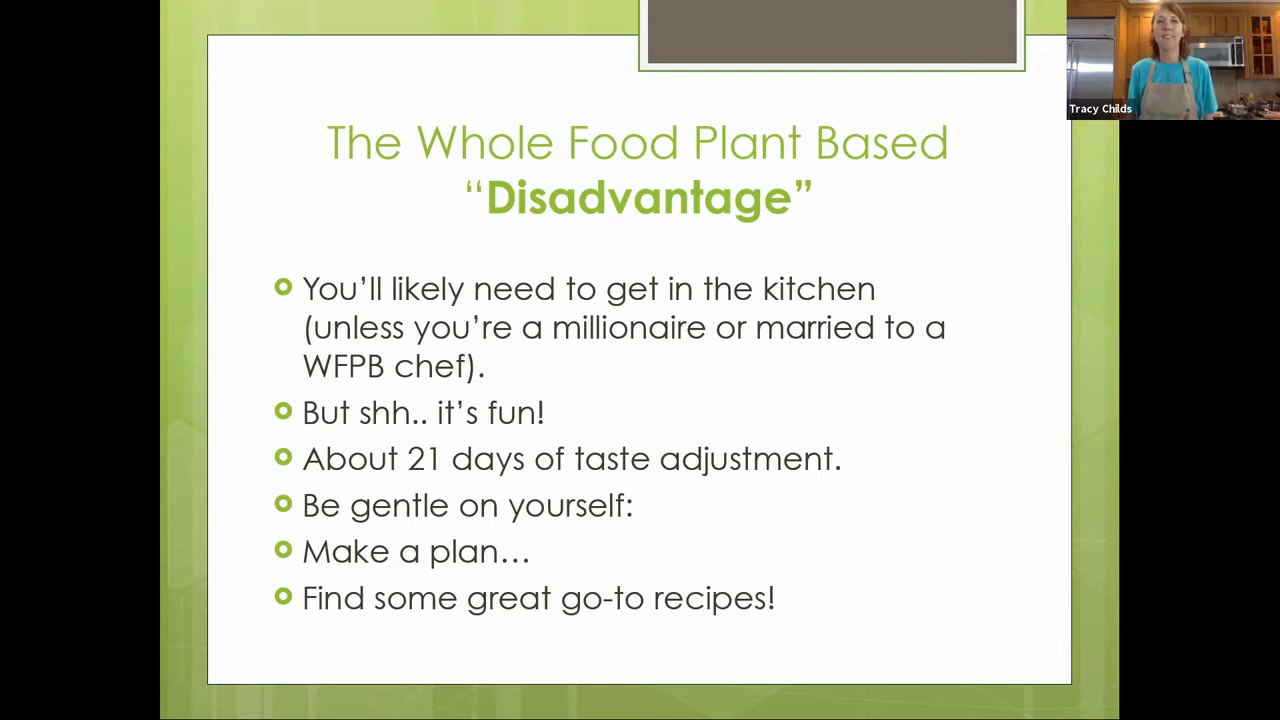 Tracy Childs
The Whole Food Plant Based
“Disadvantage”
You’ll likely need to get in the kitchen
(unless you’re a millionaire or married to a
WFPB chef).
But shh.. it’s fun!
About 21 days of taste adjustment.
Be gentle on yourself:
Make a plan…
Find some great go-to recipes!